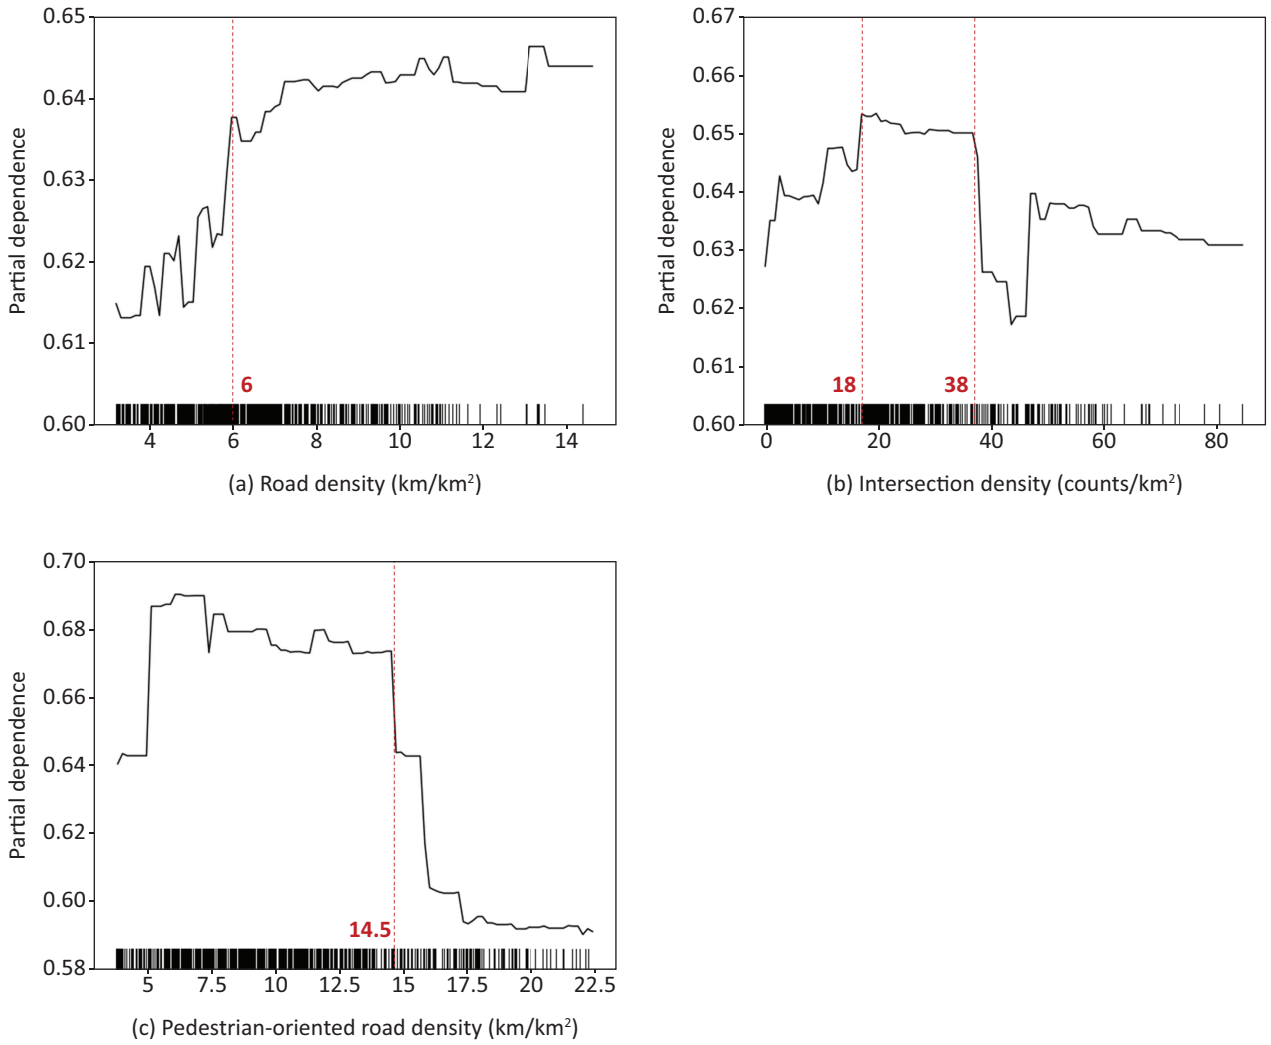 0.65
0.64
0.63
0.62
0.61
0.60
Partial dependence
6
4 6 8 10 12 14
(a) Road density (km/km²)
0.67
0.66
0.65
0.64
0.63
0.62
0.61
0.60
Partial dependence
18 38
0 20 40 60 80
(b) Intersection density (counts/km²)
0.70
0.68
0.66
0.64
0.62
0.60
0.58
Partial dependence
14.5
5 7.5 10 12.5 15 17.5 20 22.5
(c) Pedestrian-oriented road density (km/km²)